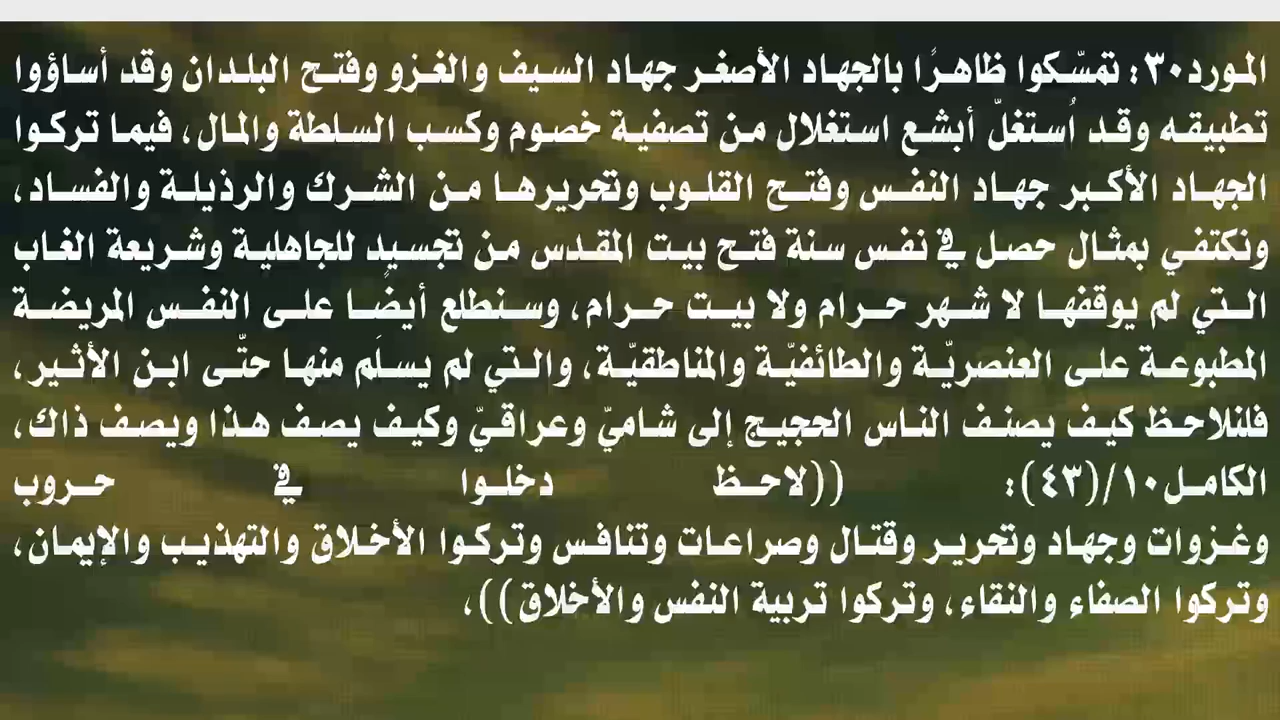 المورد٣٠: تمسّكوا ظاهرًا بالجهاد الأصغر جهاد السيف والغزو وفتح البلدان وقد أساؤوا
تطبيقه وقد اُستغلّ أبشع استغلال من تصفية خصوم وكسب السلطة والمال، فيما تركوا
الجهاد الأكبر جهاد النفس وفتح القلوب وتحريرها من الشرك والرذيلة والفساد،
ونكتفي بمثال حصل في نفس سنة فتح بيت المقدس من تجسيدٍ للجاهلية وشريعة الغاب
التي لم يوقفها لا شهر حرام ولا بيت حرام، وسنطلع أيضًا على النفس المريضة
المطبوعة على العنصريّة والطائفيّة والمناطقيّة، والتي لم يسلَم منها حتّى ابن الأثير،
فلنلاحظ كيف يصنف الناس الحجيج إلى شاميّ وعراقيّ وكيف يصف هذا ويصف ذاك،
الكامل١٠/(٤٣): ((لاحظ دخلوا في حروب
وغزوات وجهاد وتحرير وقتال وصراعات وتنافس وتركوا الأخلاق والتهذيب والإيمان،
وتركوا الصفاء والنقاء، وتركوا تربية النفس والأخلاق))،